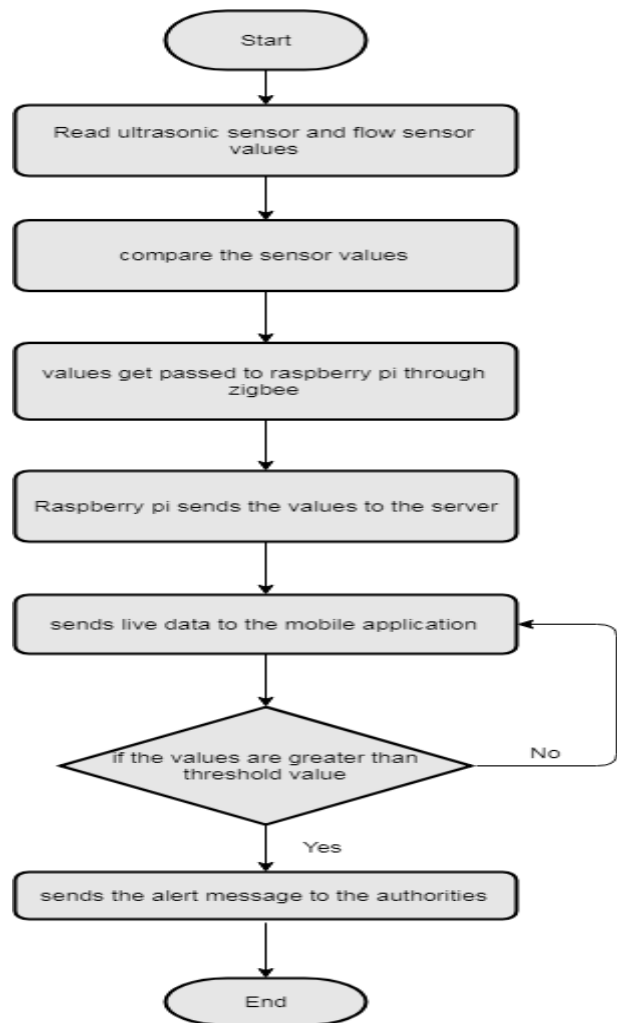 Start
Read ultrasonic sensor and flow sensor
values
compare the sensor values
values get passed to raspberry pi through
zigbee
Raspberry pi sends the values to the server
sends live data to the mobile application
if the values are greater than
threshold value
No
Yes
sends the alert message to the authorities
End